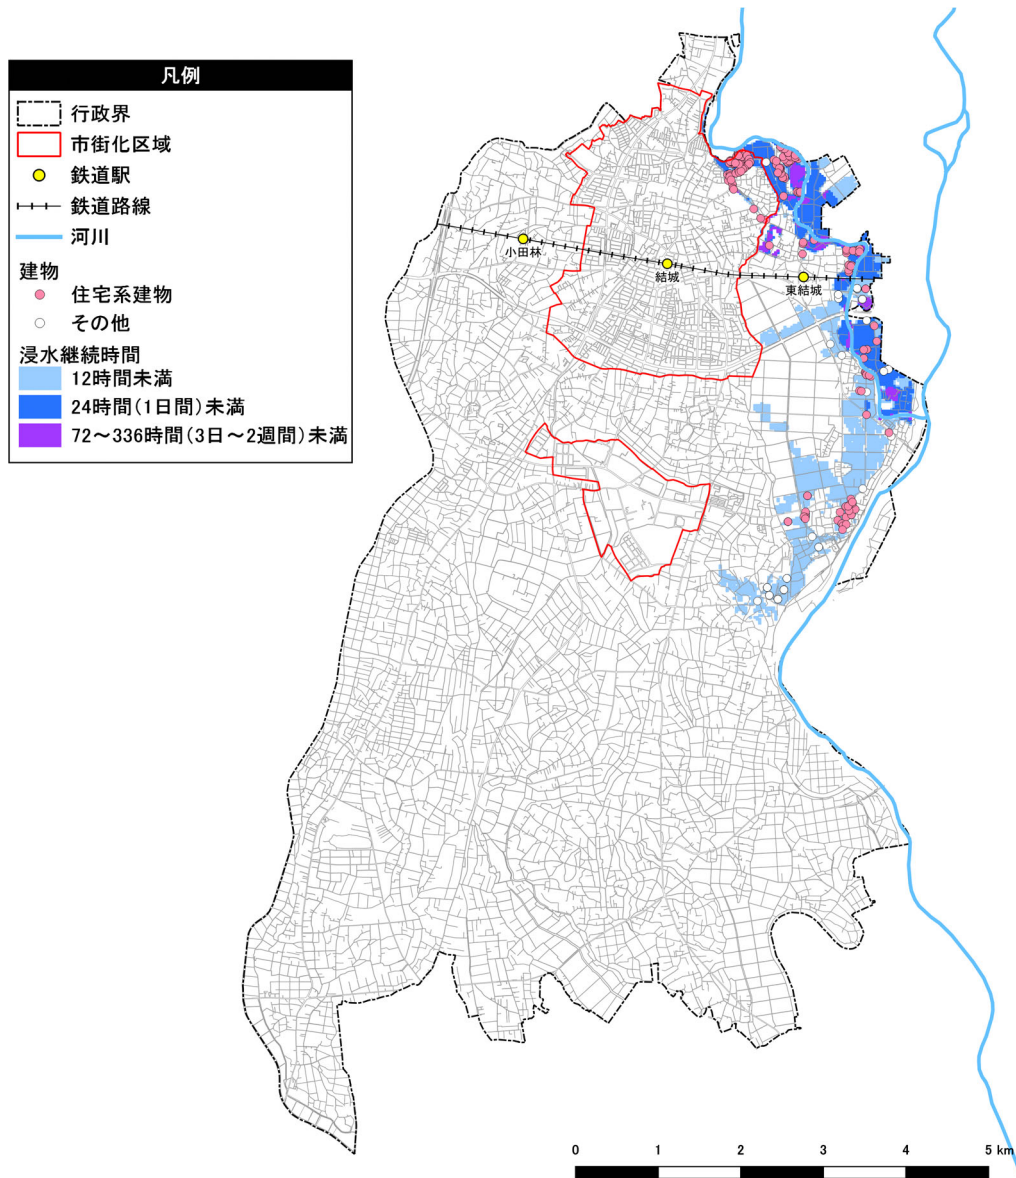 凡例
行政界
市街化区域
鉄道駅
鉄道路線
河川
建物
住宅系建物
その他
浸水継続時間
12時間未満
24時間(1日間)未満
72～336時間(3日～2週間)未満
小田林
結城
東結城
0 1 2 3 4 5 km